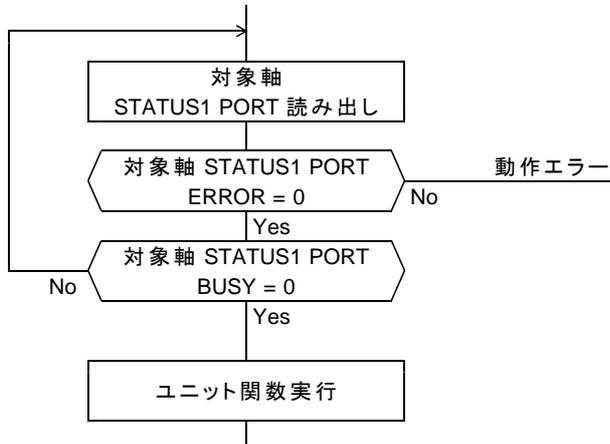 対象軸
STATUS1 PORT 読み出し
対象軸 STATUS1 PORT
ERROR = 0
動作エラー
No
Yes
対象軸 STATUS1 PORT
BUSY = 0
No
Yes
ユニット関数実行